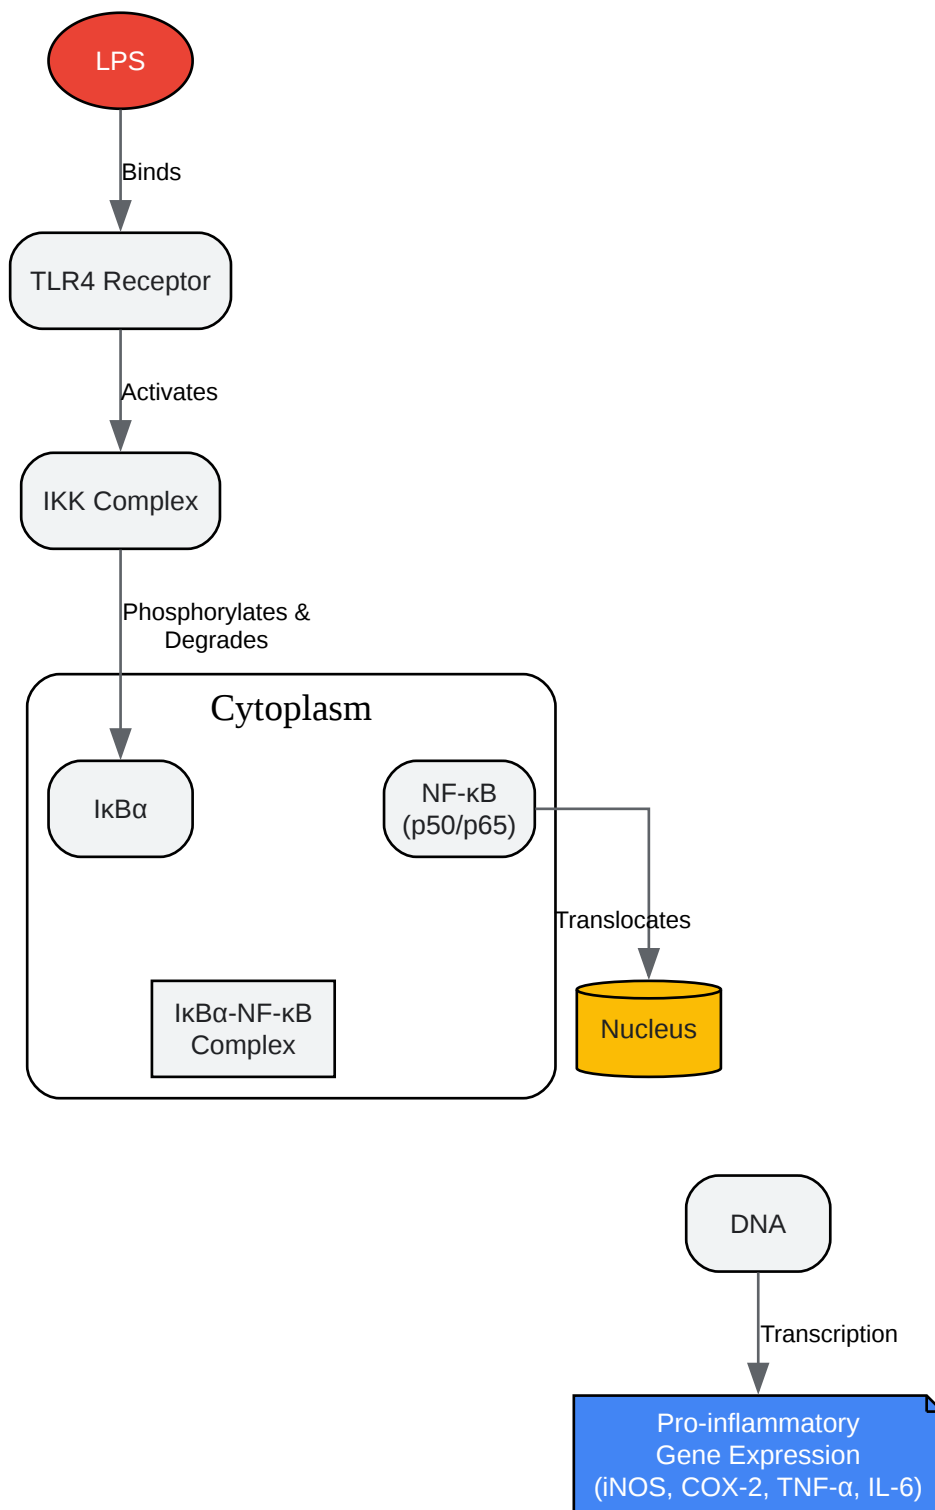 LPS
Binds
TLR4 Receptor
Activates
IKK Complex
Phosphorylates &
Degrades
Cytoplasm
IκBα
NF-κB
(p50/p65)
Translocates
IκBα-NF-κB
Complex
Nucleus
DNA
Transcription
Pro-inflammatory
Gene Expression
(iNOS, COX-2, TNF-α, IL-6)